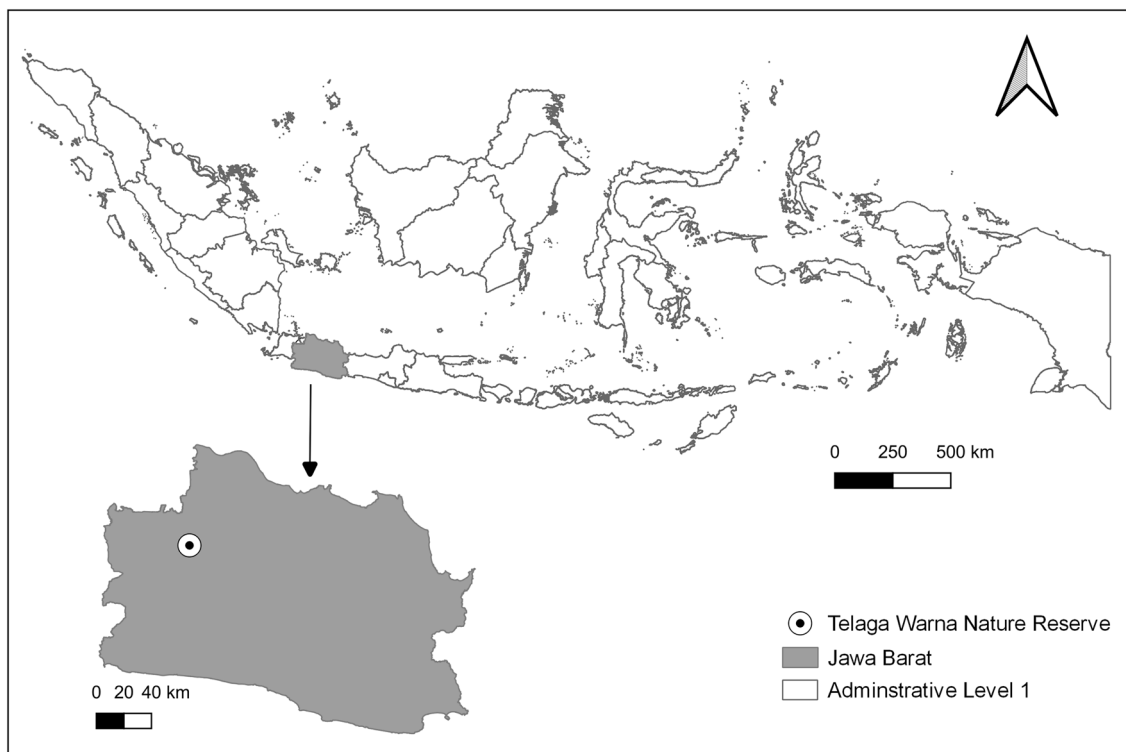 0 250 500 km
Telaga Warna Nature Reserve
Jawa Barat
Adminstrative Level 1
0 20 40 km